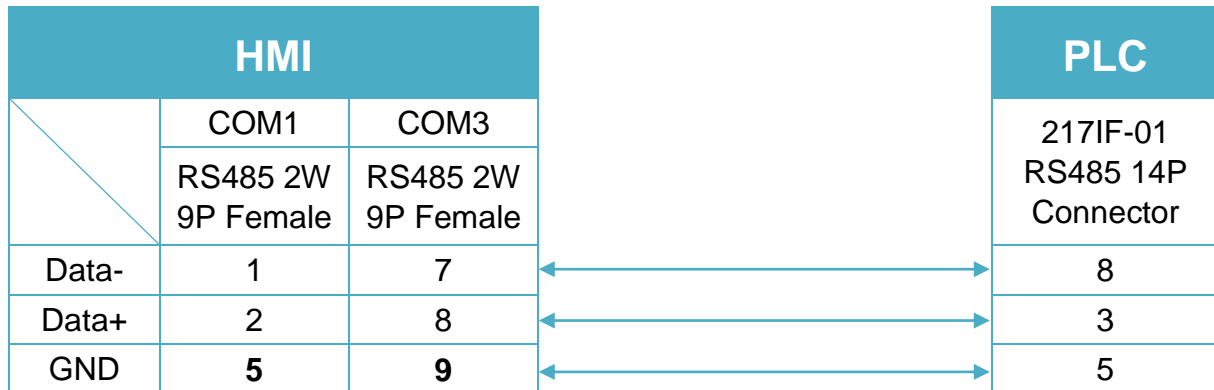 HMI PLC
COM1 COM3
217IF-01
RS485 14P
Connector
RS485 2W
9P Female
RS485 2W
9P Female
Data- 1 7 8
Data+ 2 8 3
GND 5 9 5